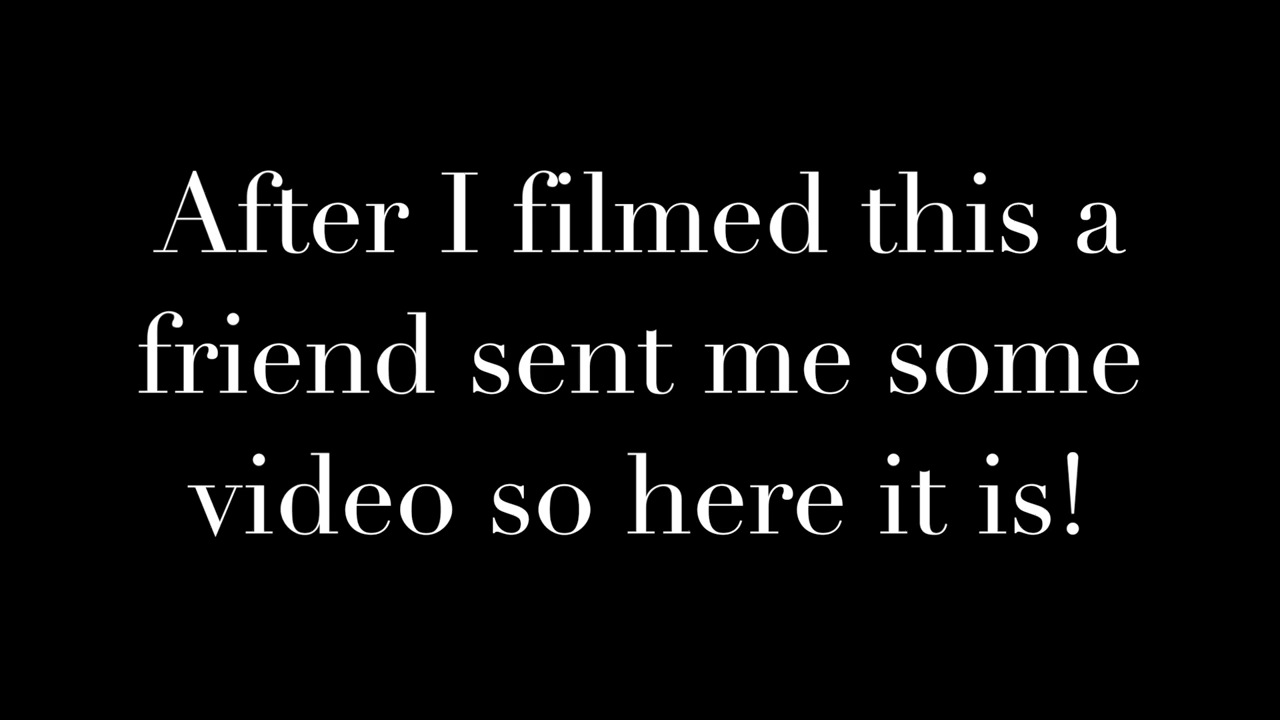 After I filmed this a
friend sent me some
video so here it is!